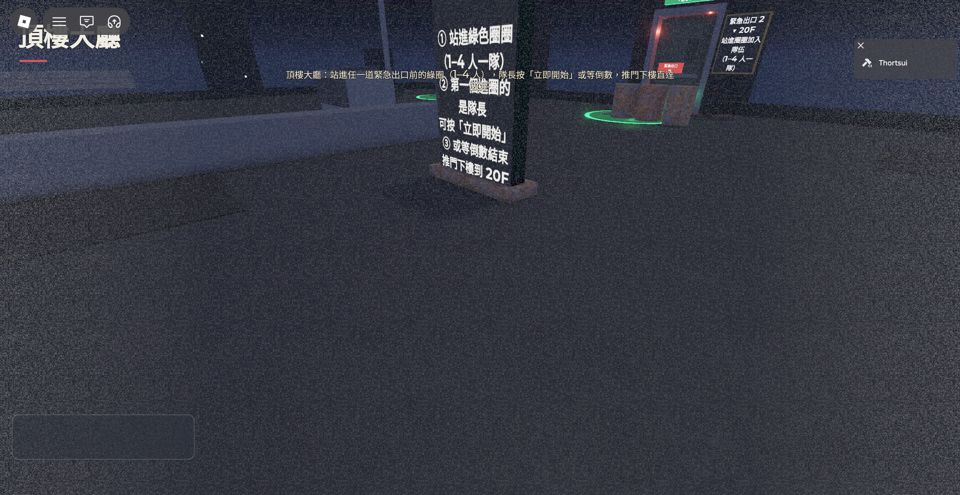 頂樓大廳
頂樓大廳：站進任一道緊急出口前的綠圈（1–4 人），隊長按「立即開始」或等倒數，推門下樓直達
① 站進綠色圈圈
（1–4 人一隊）
② 第一個進圈的
是隊長
可按「立即開始」
③ 或等倒數結束
推門下樓到 20F
緊急出口 2
▼ 20F
站進圈圈加入
隊伍
（1–4 人一
隊）
Thortsui